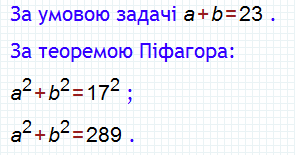 За умовою задачі a+b=23 .
За теоремою Піфагора:
a²+b²=17² ;
a²+b²=289 .